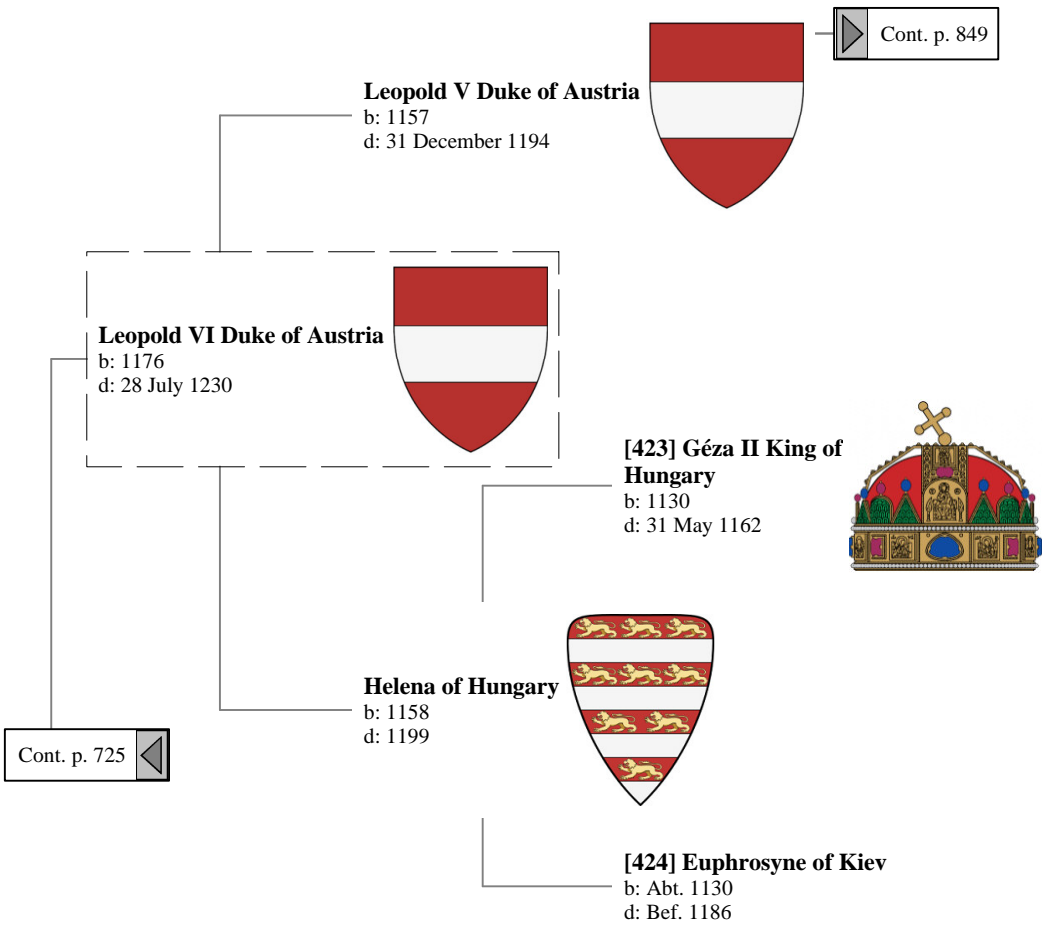 Cont. p. 849
Leopold V Duke of Austria
b: 1157
d: 31 December 1194
Leopold VI Duke of Austria
b: 1176
d: 28 July 1230
[423] Géza II King of
Hungary
b: 1130
d: 31 May 1162
Helena of Hungary
b: 1158
d: 1199
Cont. p. 725
[424] Euphrosyne of Kiev
b: Abt. 1130
d: Bef. 1186